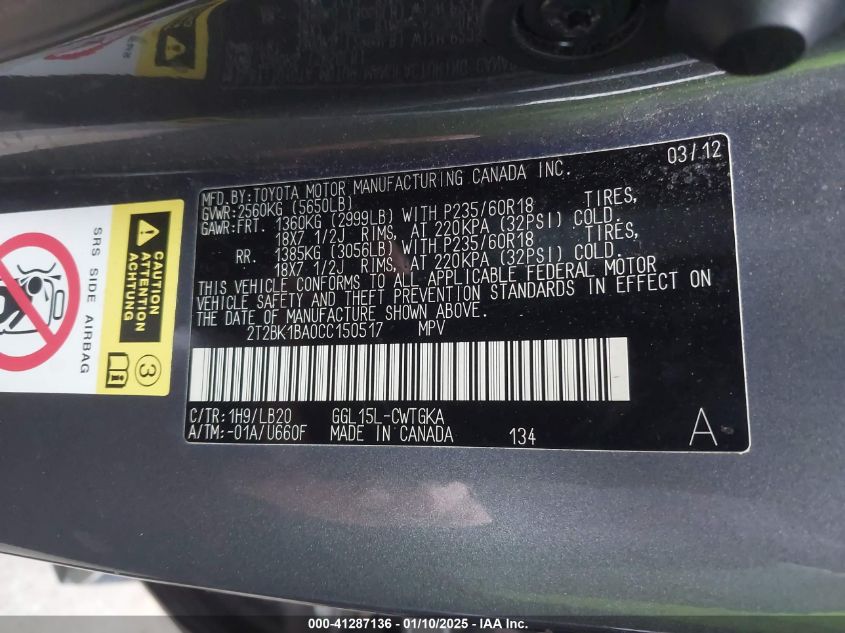 03/12
MFD.BY:TOYOTA MOTOR MANUFACTURING CANADA INC.
GVWR:2560KG (5650LB)
GAWR:FRT. 1360KG (2999LB) WITH P235/60R18 TIRES,
18X7 1/2J RIMS, AT 220KPA (32PSI) COLD.
RR. 1385KG (3056LB) WITH P235/60R18 TIRES,
18X7 1/2J RIMS, AT 220KPA (32PSI) COLD.
THIS VEHICLE CONFORMS TO ALL APPLICABLE FEDERAL MOTOR
VEHICLE SAFETY AND THEFT PREVENTION STANDARDS IN EFFECT ON
THE DATE OF MANUFACTURE SHOWN ABOVE.
2T2BK1BA0CC150517 MPV
C/TR:1H9/LB20 GGL15L-CWTGKA
A/TM:-01A/U660F MADE IN CANADA 134 A
SRS SIDE AIRBAG
CAUTION
ATTENTION
ACHTUNG
3
000-41287136 - 01/10/2025 - IAA Inc.